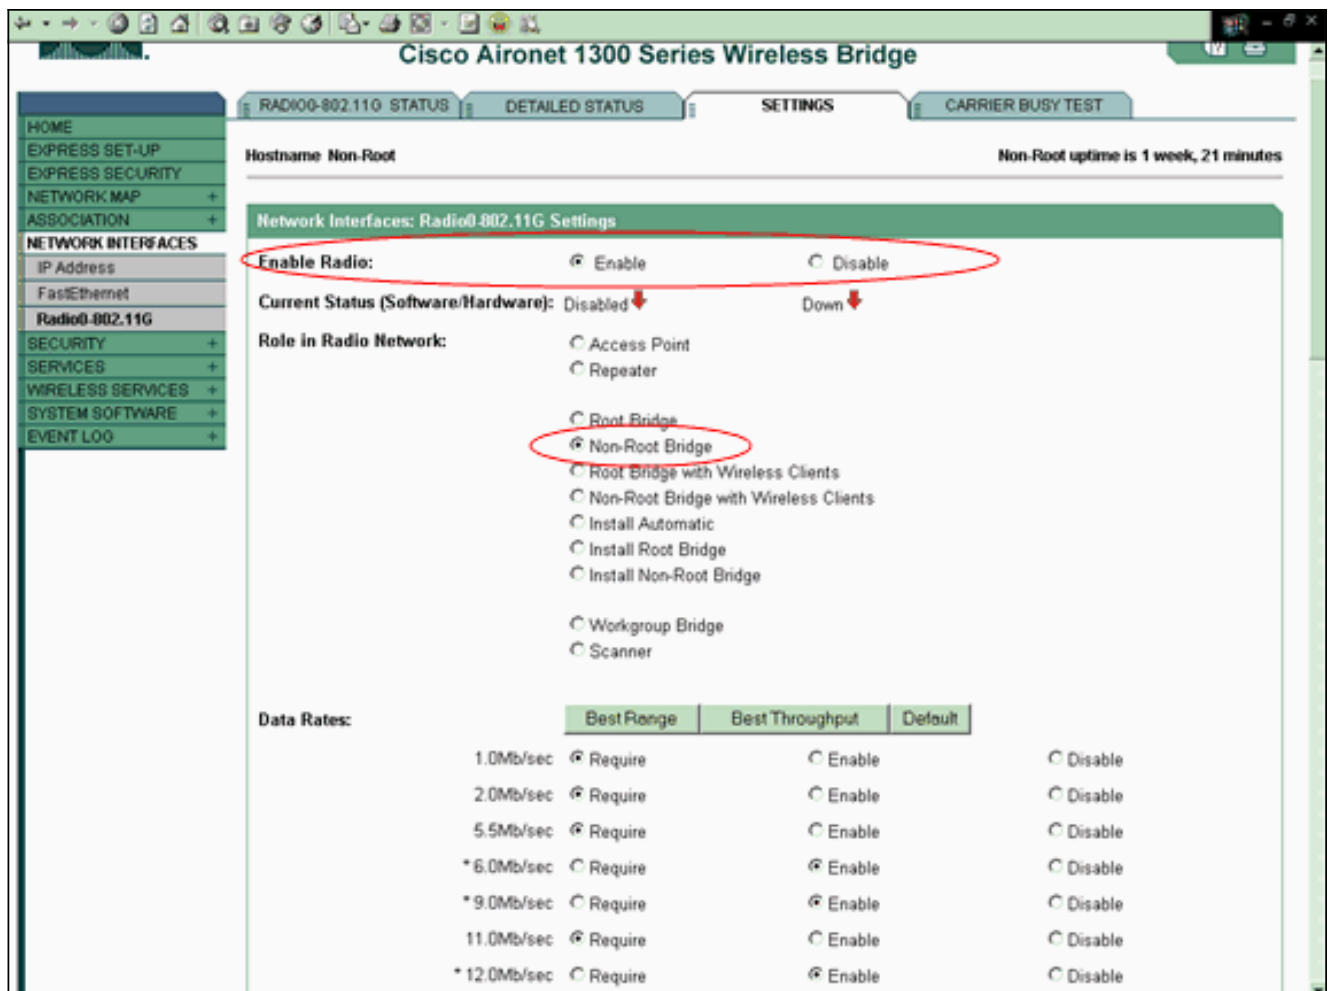 Cisco Aironet 1300 Series Wireless Bridge
RADIO0-802.11G STATUS DETAILED STATUS SETTINGS CARRIER BUSY TEST
HOME
EXPRESS SET-UP
EXPRESS SECURITY
NETWORK MAP +
ASSOCIATION +
NETWORK INTERFACES
IP Address
FastEthernet
Radio0-802.11G
SECURITY +
SERVICES +
WIRELESS SERVICES +
SYSTEM SOFTWARE +
EVENT LOG +
Hostname Non-Root Non-Root uptime is 1 week, 21 minutes
Network Interfaces: Radio0-802.11G Settings
Enable Radio: Enable Disable
Current Status (Software/Hardware): Disabled Down
Role in Radio Network: Access Point
Repeater
Root Bridge
Non-Root Bridge
Root Bridge with Wireless Clients
Non-Root Bridge with Wireless Clients
Install Automatic
Install Root Bridge
Install Non-Root Bridge
Workgroup Bridge
Scanner
Data Rates: Best Range Best Throughput Default
1.0Mb/sec Require Enable Disable
2.0Mb/sec Require Enable Disable
5.5Mb/sec Require Enable Disable
*6.0Mb/sec Require Enable Disable
*9.0Mb/sec Require Enable Disable
11.0Mb/sec Require Enable Disable
*12.0Mb/sec Require Enable Disable